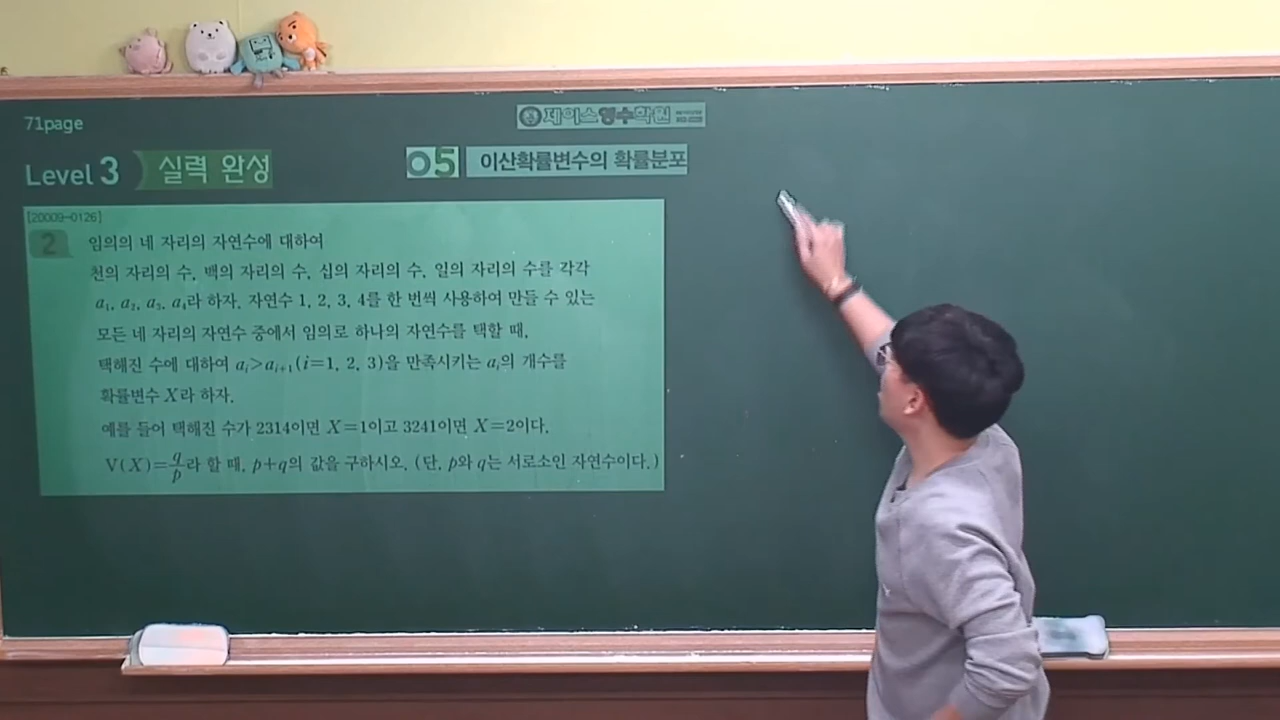 71page
제이스영수학원
Level 3 실력 완성
05 이산확률변수의 확률분포
[20009-0126]
2 임의의 네 자리의 자연수에 대하여
천의 자리의 수, 백의 자리의 수, 십의 자리의 수, 일의 자리의 수를 각각
a₁, a₂, a₃, a₄라 하자. 자연수 1, 2, 3, 4를 한 번씩 사용하여 만들 수 있는
모든 네 자리의 자연수 중에서 임의로 하나의 자연수를 택할 때,
택해진 수에 대하여 aᵢ>aᵢ₊₁(i=1, 2, 3)을 만족시키는 aᵢ의 개수를
확률변수 X라 하자.
예를 들어 택해진 수가 2314이면 X=1이고 3241이면 X=2이다.
V(X)=q/p라 할 때, p+q의 값을 구하시오. (단, p와 q는 서로소인 자연수이다.)